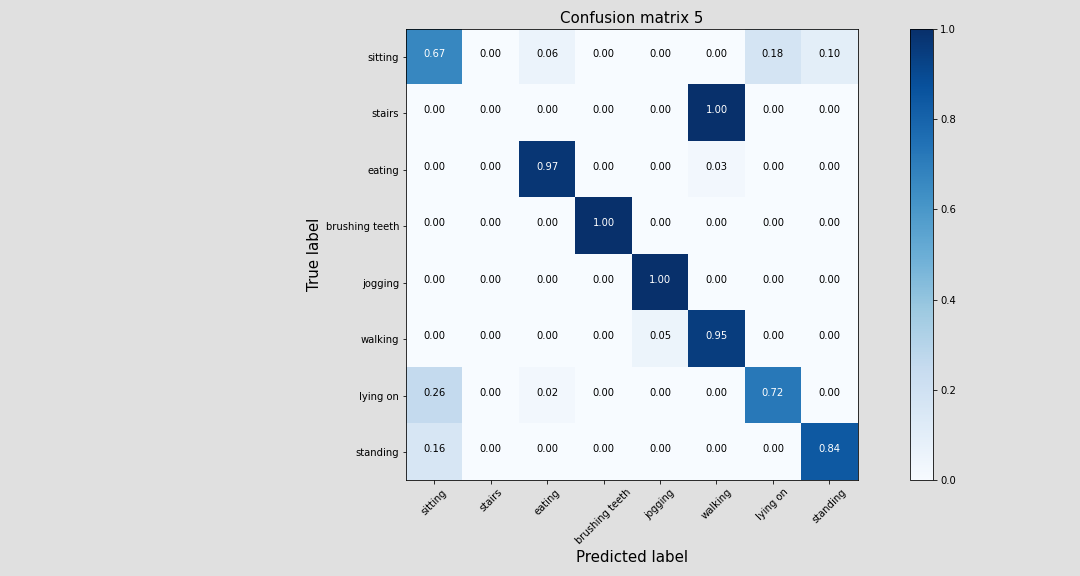 Confusion matrix 5
True label
sitting 0.67 0.00 0.06 0.00 0.00 0.00 0.18 0.10
stairs 0.00 0.00 0.00 0.00 0.00 1.00 0.00 0.00
eating 0.00 0.00 0.97 0.00 0.00 0.03 0.00 0.00
brushing teeth 0.00 0.00 0.00 1.00 0.00 0.00 0.00 0.00
jogging 0.00 0.00 0.00 0.00 1.00 0.00 0.00 0.00
walking 0.00 0.00 0.00 0.00 0.05 0.95 0.00 0.00
lying on 0.26 0.00 0.02 0.00 0.00 0.00 0.72 0.00
standing 0.16 0.00 0.00 0.00 0.00 0.00 0.00 0.84
sitting stairs eating brushing teeth jogging walking lying on standing
Predicted label
1.0
0.8
0.6
0.4
0.2
0.0